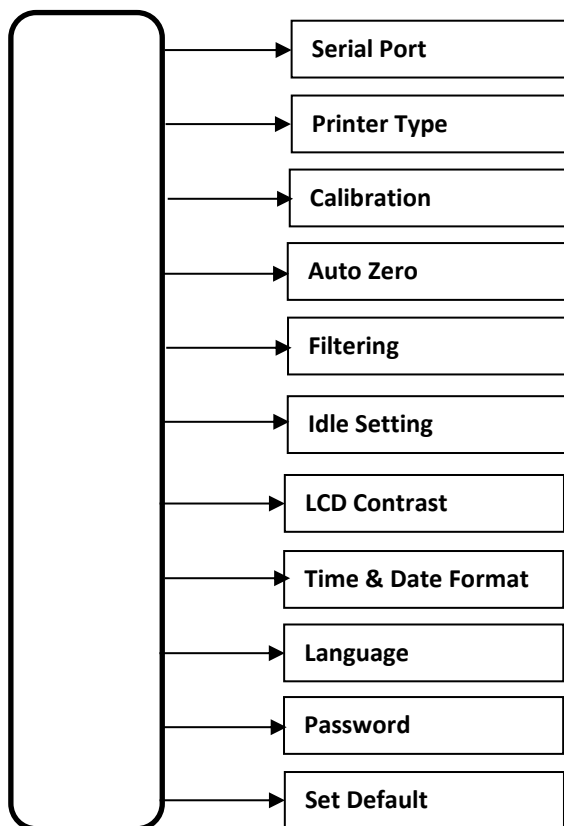 Serial Port
Printer Type
Calibration
Auto Zero
Filtering
Idle Setting
LCD Contrast
Time & Date Format
Language
Password
Set Default